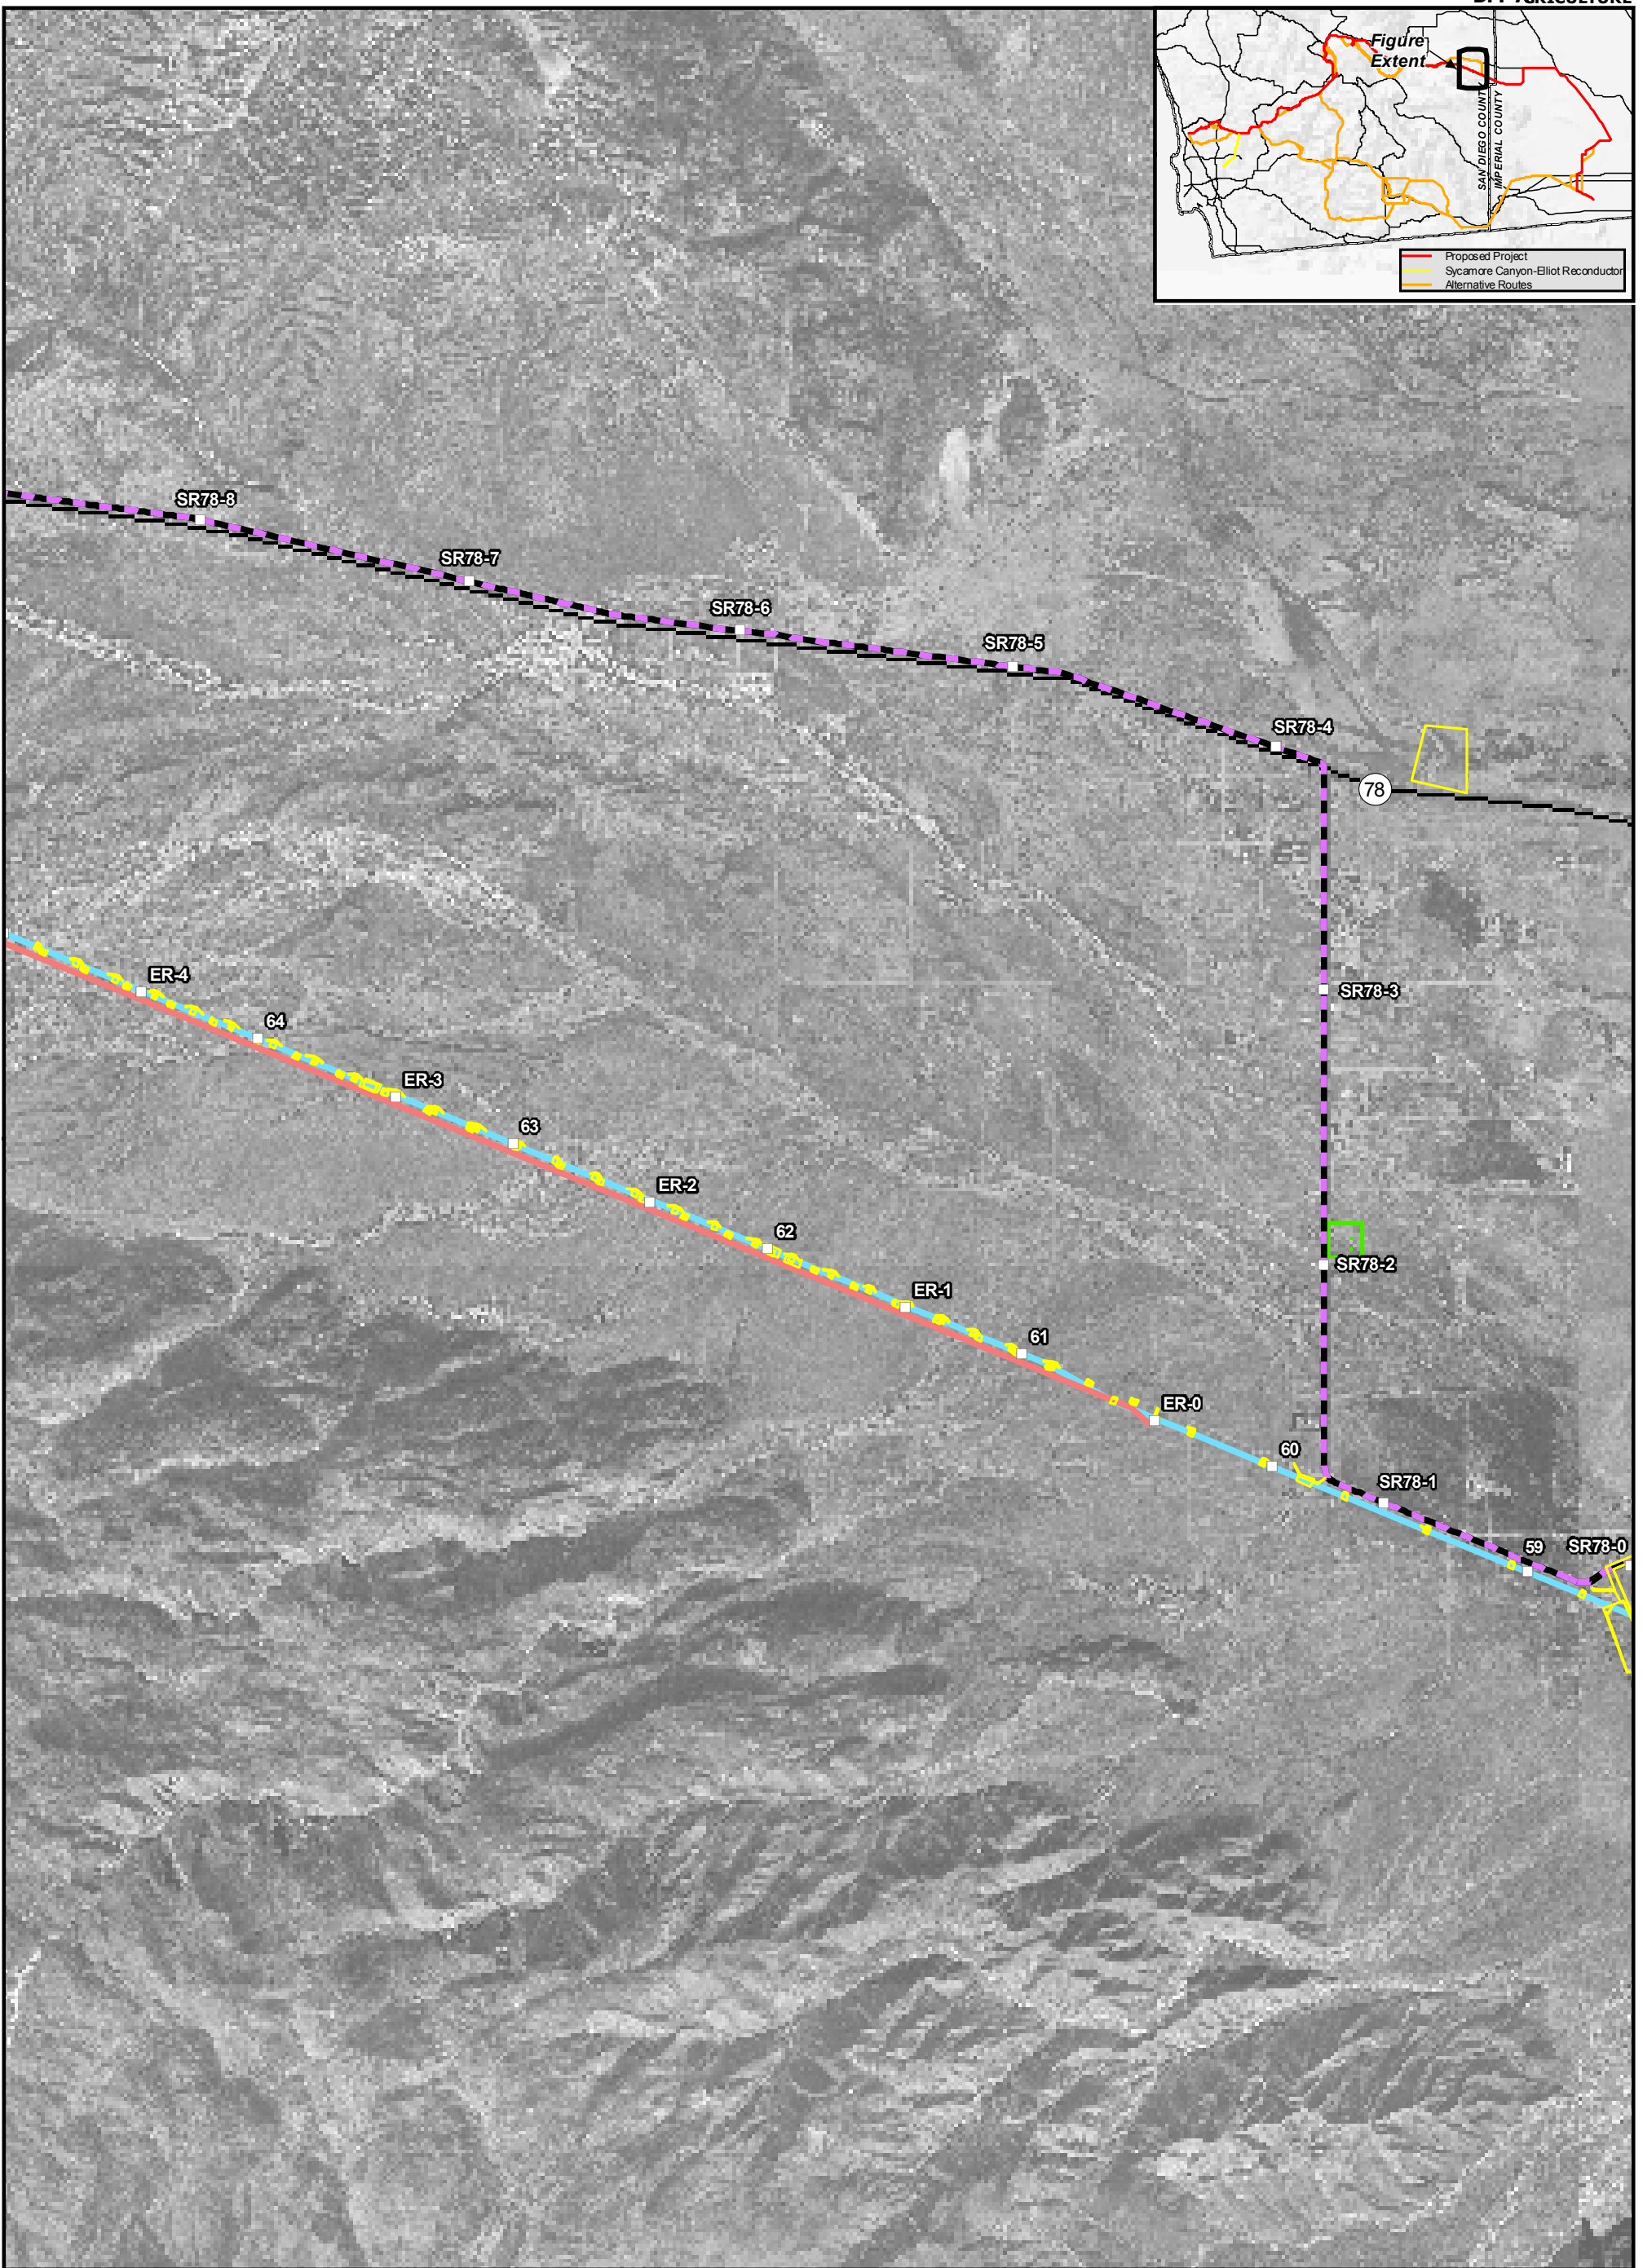 Figure
Extent
SAN DIEGO COUNTY
IMPERIAL COUNTY
Proposed Project
Sycamore Canyon-Elliot Reconductor
Alternative Routes
SR78-8
SR78-7
SR78-6
SR78-5
SR78-4
78
ER-4
SR78-3
64
ER-3
63
ER-2
62
SR78-2
ER-1
61
ER-0
60
SR78-1
59
SR78-0